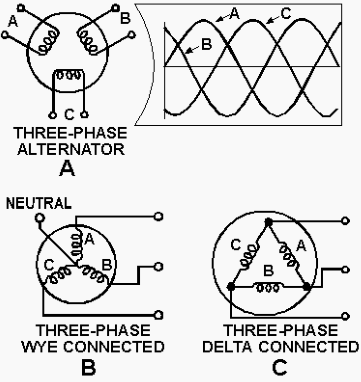 A
B
C
THREE-PHASE
ALTERNATOR
A
A
C
B
NEUTRAL
A
C
B
THREE-PHASE
WYE CONNECTED
B
C
A
B
THREE-PHASE
DELTA CONNECTED
C